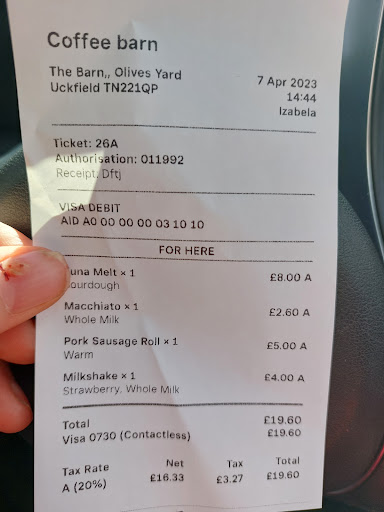 Coffee barn
The Barn,, Olives Yard
Uckfield TN221QP
7 Apr 2023
14:44
Izabela
Ticket: 26A
Authorisation: 011992
Receipt: Dftj
VISA DEBIT
AID A0 00 00 00 03 10 10
FOR HERE
una Melt × 1 £8.00 A
ourdough
Macchiato × 1 £2.60 A
Whole Milk
Pork Sausage Roll × 1 £5.00 A
Warm
Milkshake × 1 £4.00 A
Strawberry, Whole Milk
Total £19.60
Visa 0730 (Contactless) £19.60
Tax Rate Net Tax Total
A (20%) £16.33 £3.27 £19.60